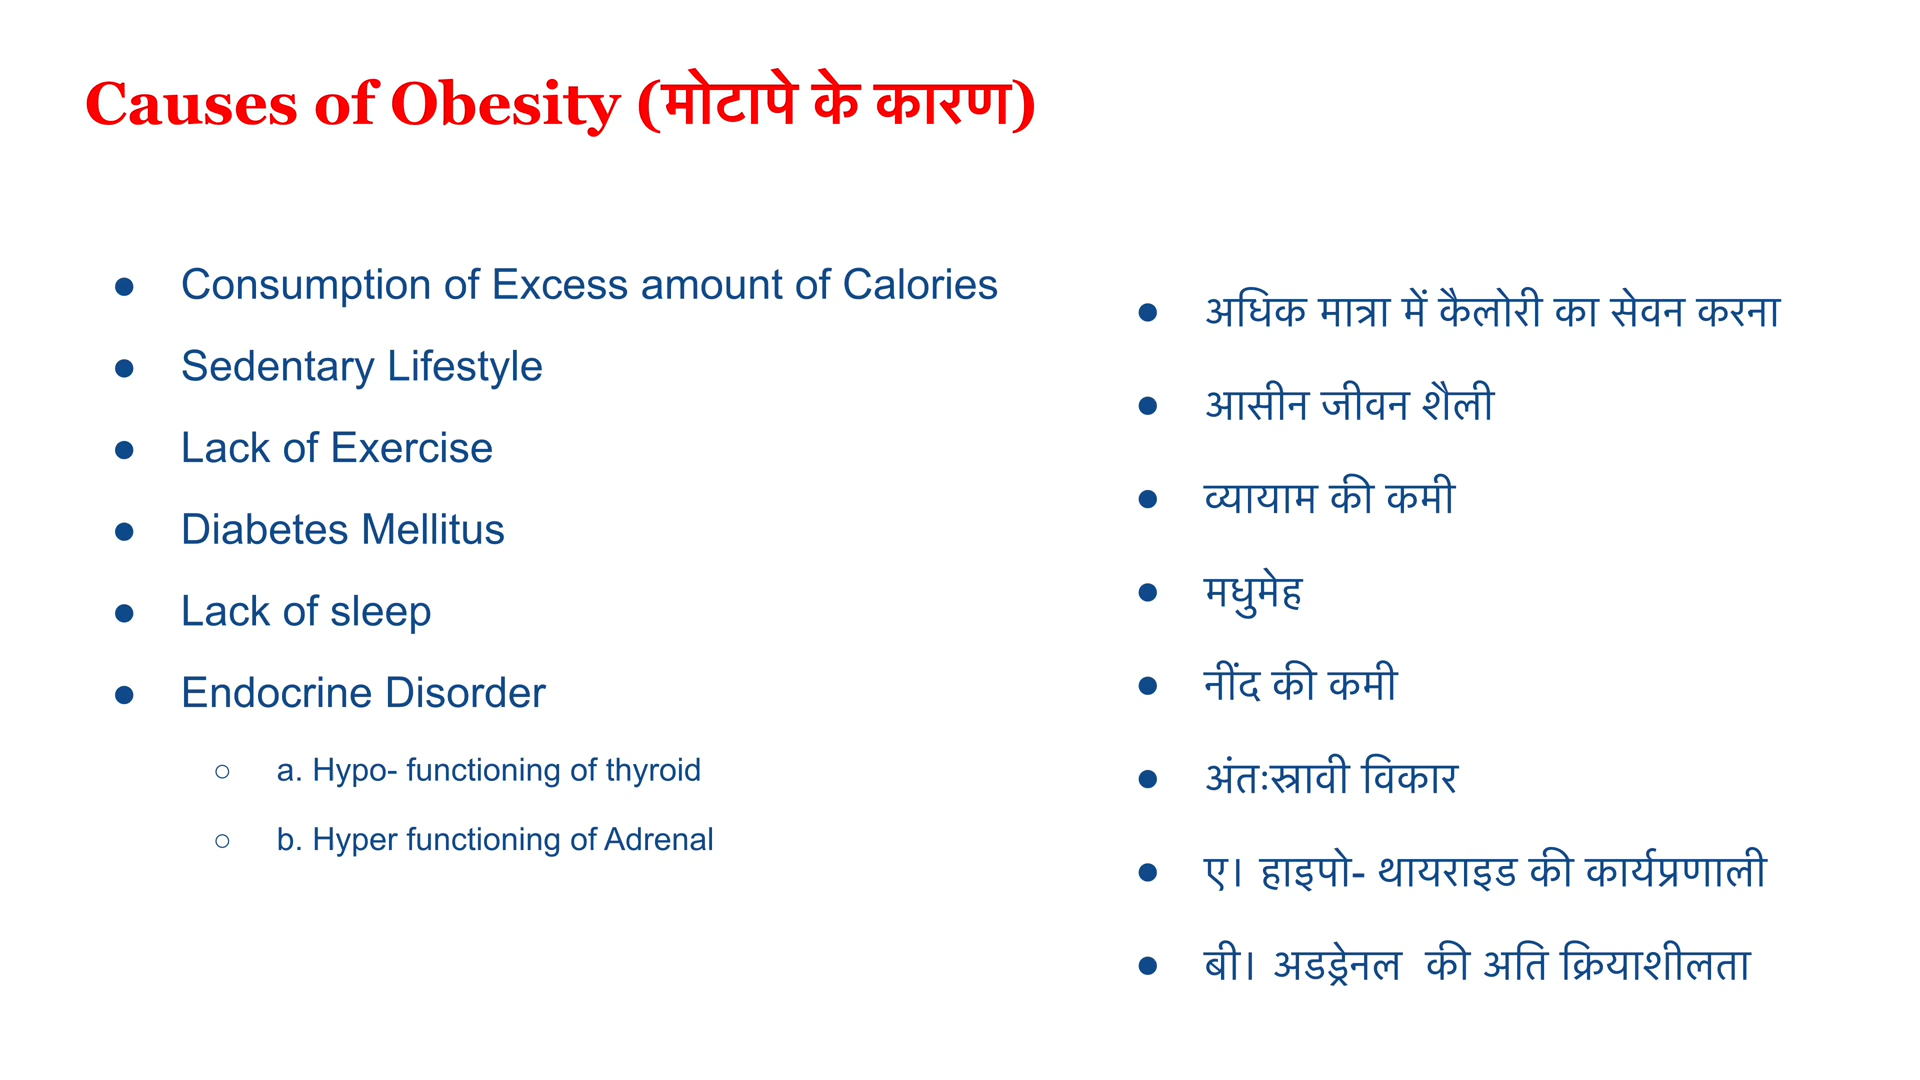 Causes of Obesity (मोटापे के कारण)
● Consumption of Excess amount of Calories
● Sedentary Lifestyle
● Lack of Exercise
● Diabetes Mellitus
● Lack of sleep
● Endocrine Disorder
○ a. Hypo- functioning of thyroid
○ b. Hyper functioning of Adrenal
● अधिक मात्रा में कैलोरी का सेवन करना
● आसीन जीवन शैली
● व्यायाम की कमी
● मधुमेह
● नींद की कमी
● अंतःस्रावी विकार
● ए। हाइपो- थायराइड की कार्यप्रणाली
● बी। अडड्रेनल की अति क्रियाशीलता